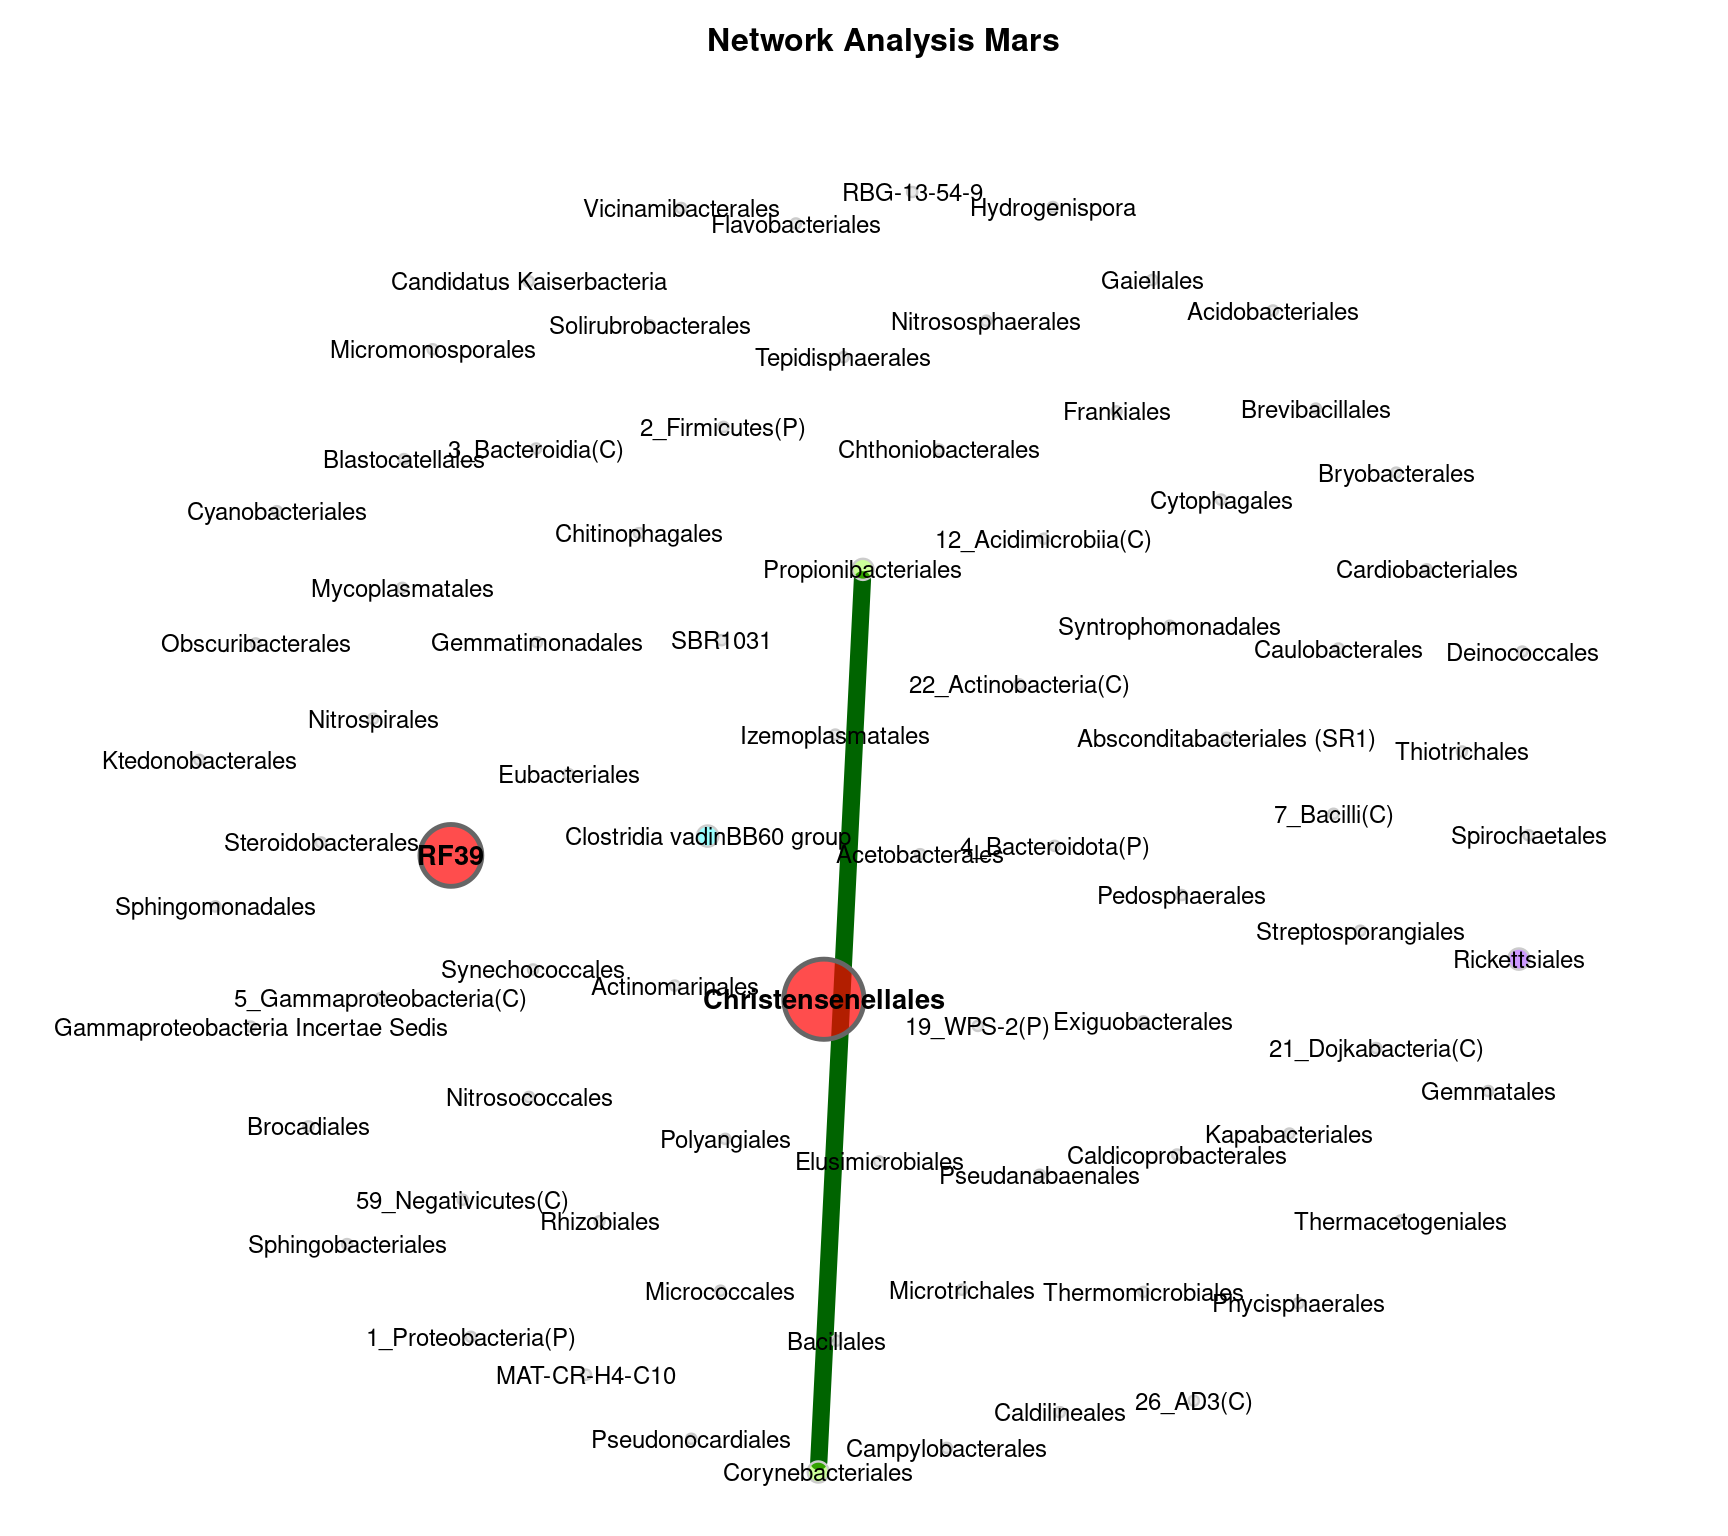 Network Analysis Mars
RBG-13-54-9
Vicinamibacterales
Hydrogenispora
Flavobacteriales
Candidatus Kaiserbacteria
Gaiellales
Acidobacteriales
Solirubrobacterales
Nitrososphaerales
Micromonosporales
Tepidisphaerales
Frankiales
Brevibacillales
2_Firmicutes(P)
3_Bacteroidia(C)
Chthoniobacterales
Blastocatellales
Bryobacterales
Cytophagales
Cyanobacteriales
Chitinophagales
12_Acidimicrobiia(C)
Propionibacteriales
Cardiobacteriales
Mycoplasmatales
Syntrophomonadales
Obscuribacterales
Gemmatimonadales
SBR1031
Caulobacterales
Deinococcales
22_Actinobacteria(C)
Nitrospirales
Izemoplasmatales
Absconditabacteriales (SR1)
Thiotrichales
Ktedonobacterales
Eubacteriales
7_Bacilli(C)
Steroidobacterales
Clostridia vadinBB60 group
Spirochaetales
RF39
Acetobacterales
4_Bacteroidota(P)
Pedosphaerales
Sphingomonadales
Streptosporangiales
Rickettsiales
Synechococcales
Actinomarinales
5_Gammaproteobacteria(C)
Christensenellales
Gammaproteobacteria Incertae Sedis
19_WPS-2(P)
Exiguobacterales
21_Dojkabacteria(C)
Gemmatales
Nitrosococcales
Brocadiales
Polyangiales
Kapabacteriales
Elusimicrobiales
Caldicoprobacterales
Pseudanabaenales
59_Negativicutes(C)
Rhizobiales
Thermacetogeniales
Sphingobacteriales
Micrococcales
Microtrichales
Thermomicrobiales
Phycisphaerales
1_Proteobacteria(P)
Bacillales
MAT-CR-H4-C10
26_AD3(C)
Caldilineales
Pseudonocardiales
Campylobacterales
Corynebacteriales